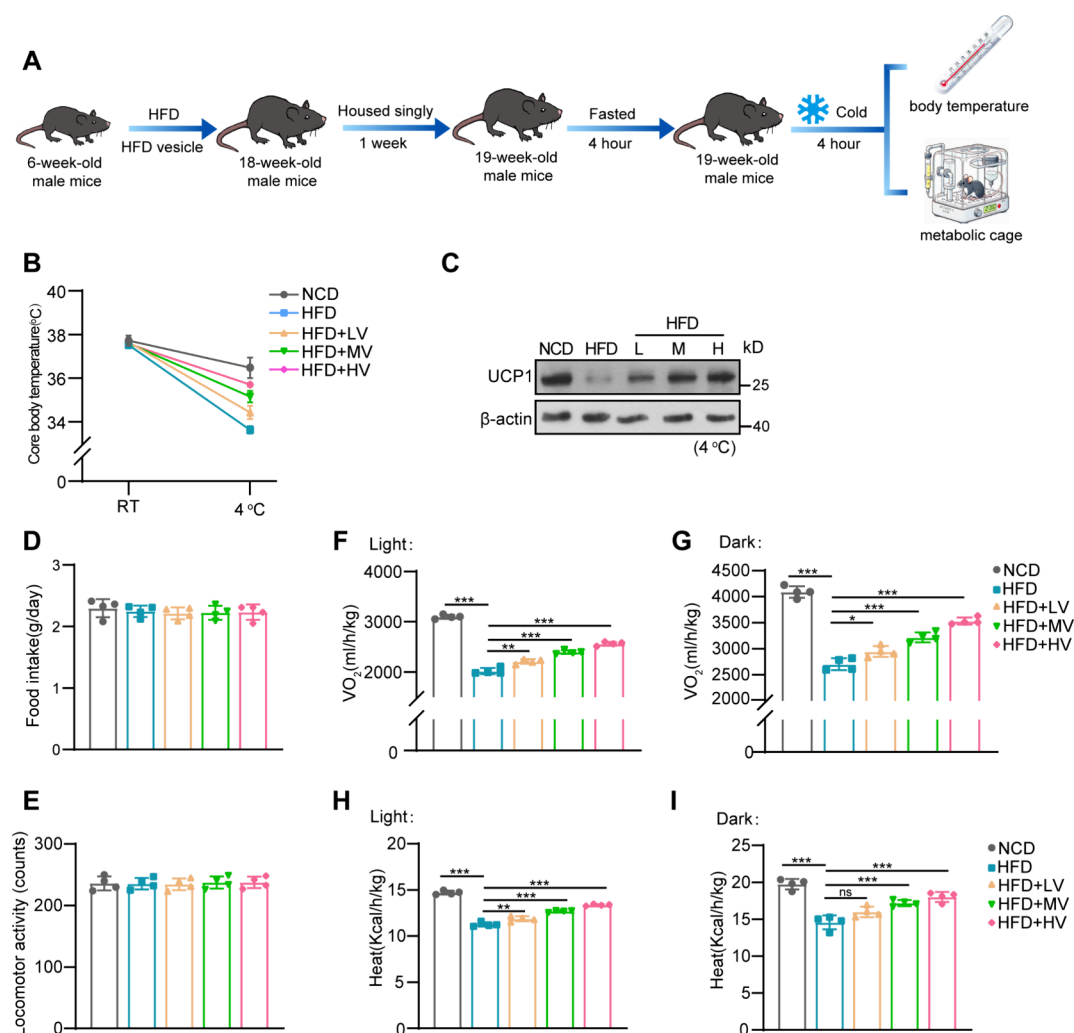 A
6-week-old
male mice
HFD
HFD vesicle
18-week-old
male mice
Housed singly
1 week
19-week-old
male mice
Fasted
4 hour
19-week-old
male mice
Cold
4 hour
body temperature
metabolic cage
B
Core body temperature(°C)
40
38
36
34
0
RT
4 °C
NCD
HFD
HFD+LV
HFD+MV
HFD+HV
C
HFD
NCD HFD L M H kD
UCP1
25
β-actin
40
(4 °C)
D
Food intake(g/day)
3
2
1
0
F
Light:
VO2(ml/h/kg)
4000
3000
2000
0
***
***
***
**
G
Dark:
VO2(ml/h/kg)
4500
4000
3500
3000
2500
2000
0
***
***
***
*
NCD
HFD
HFD+LV
HFD+MV
HFD+HV
E
Locomotor activity (counts)
300
200
100
0
H
Light:
Heat(Kcal/h/kg)
20
15
10
5
0
***
***
***
**
I
Dark:
Heat(Kcal/h/kg)
25
20
15
10
5
0
***
***
***
ns
NCD
HFD
HFD+LV
HFD+MV
HFD+HV